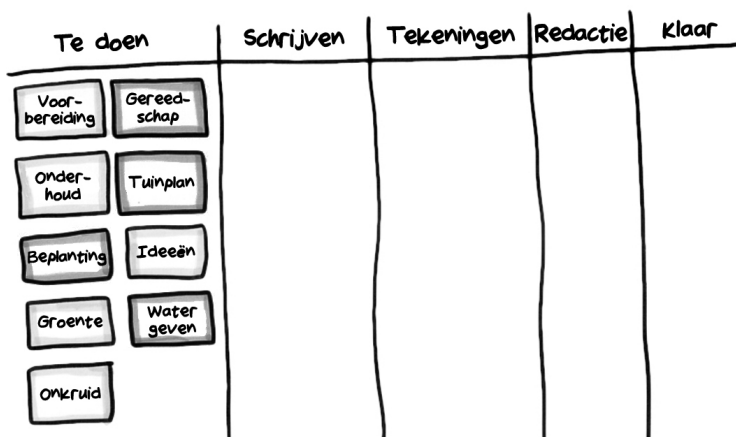 Te doen
Schrijven
Tekeningen
Redactie
Klaar
Voor-
bereiding
Gereed-
schap
Onder-
houd
Tuinplan
Beplanting
Ideeën
Groente
Water
geven
Onkruid